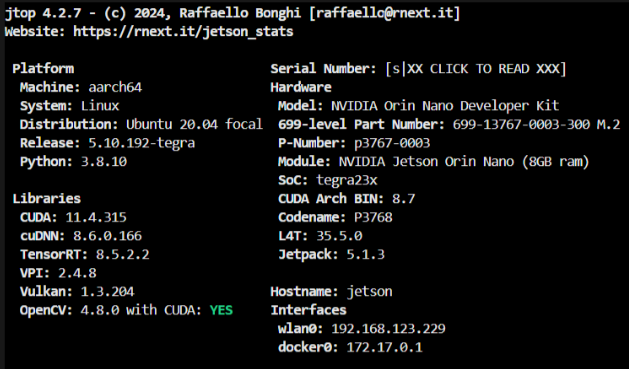 jtop 4.2.7 - (c) 2024, Raffaello Bonghi [raffaello@rnext.it]
Website: https://rnext.it/jetson_stats
Platform
Machine: aarch64
System: Linux
Distribution: Ubuntu 20.04 focal
Release: 5.10.192-tegra
Python: 3.8.10
Libraries
CUDA: 11.4.315
cuDNN: 8.6.0.166
TensorRT: 8.5.2.2
VPI: 2.4.8
Vulkan: 1.3.204
OpenCV: 4.8.0 with CUDA: YES
Serial Number: [s|XX CLICK TO READ XXX]
Hardware
Model: NVIDIA Orin Nano Developer Kit
699-level Part Number: 699-13767-0003-300 M.2
P-Number: p3767-0003
Module: NVIDIA Jetson Orin Nano (8GB ram)
SoC: tegra23x
CUDA Arch BIN: 8.7
Codename: P3768
L4T: 35.5.0
Jetpack: 5.1.3
Hostname: jetson
Interfaces
wlan0: 192.168.123.229
docker0: 172.17.0.1